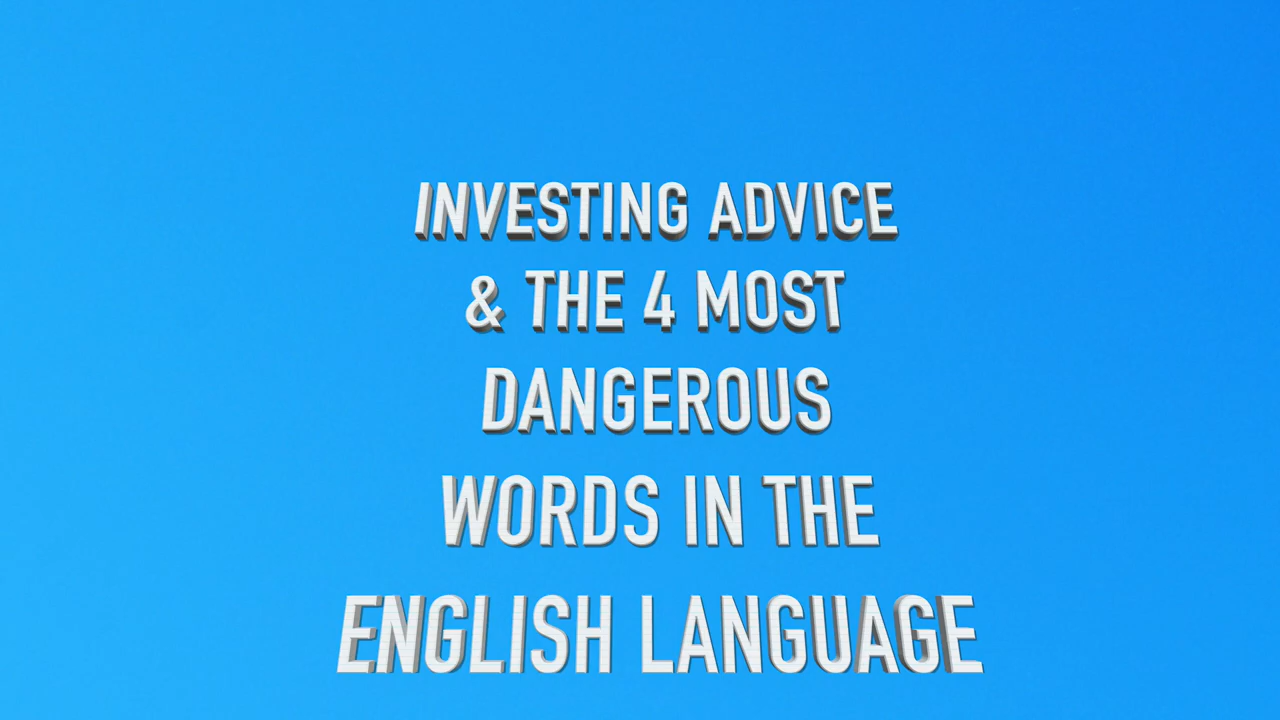 INVESTING ADVICE
& THE 4 MOST
DANGEROUS
WORDS IN THE
ENGLISH LANGUAGE